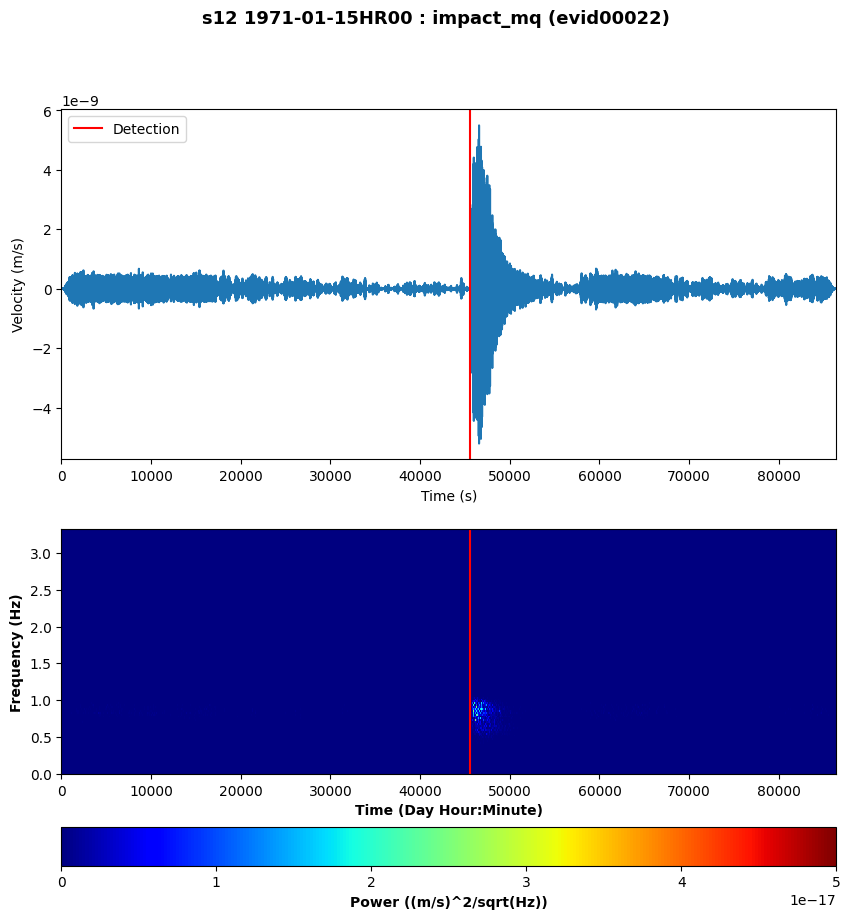 s12 1971-01-15HR00 : impact_mq (evid00022)
1e−9
Detection
6
4
2
0
−2
−4
Velocity (m/s)
0 10000 20000 30000 40000 50000 60000 70000 80000
Time (s)
3.0
2.5
2.0
1.5
1.0
0.5
0.0
Frequency (Hz)
0 10000 20000 30000 40000 50000 60000 70000 80000
Time (Day Hour:Minute)
0 1 2 3 4 5
1e−17
Power ((m/s)^2/sqrt(Hz))